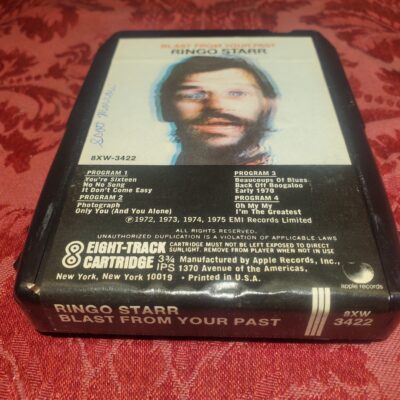 BLAST FROM YOUR PAST
RINGO STARR
8XW-3422
PROGRAM 1
You're Sixteen
No No Song
It Don't Come Easy
PROGRAM 2
Photograph
Only You (And You Alone)
PROGRAM 3
Beaucoups Of Blues
Back Off Boogaloo
Early 1970
PROGRAM 4
Oh My My
I'm The Greatest
℗1972, 1973, 1974, 1975 EMI Records Limited
ALL RIGHTS RESERVED.
UNAUTHORIZED DUPLICATION IS A VIOLATION OF APPLICABLE LAWS
8 EIGHT-TRACK CARTRIDGE
3¾ IPS
CARTRIDGE MUST NOT BE LEFT EXPOSED TO DIRECT
SUNLIGHT. REMOVE FROM PLAYER WHEN NOT IN USE
Manufactured by Apple Records, Inc.,
1370 Avenue of the Americas,
New York, New York 10019 • Printed in U.S.A.
apple records
RINGO STARR
BLAST FROM YOUR PAST
8XW
3422